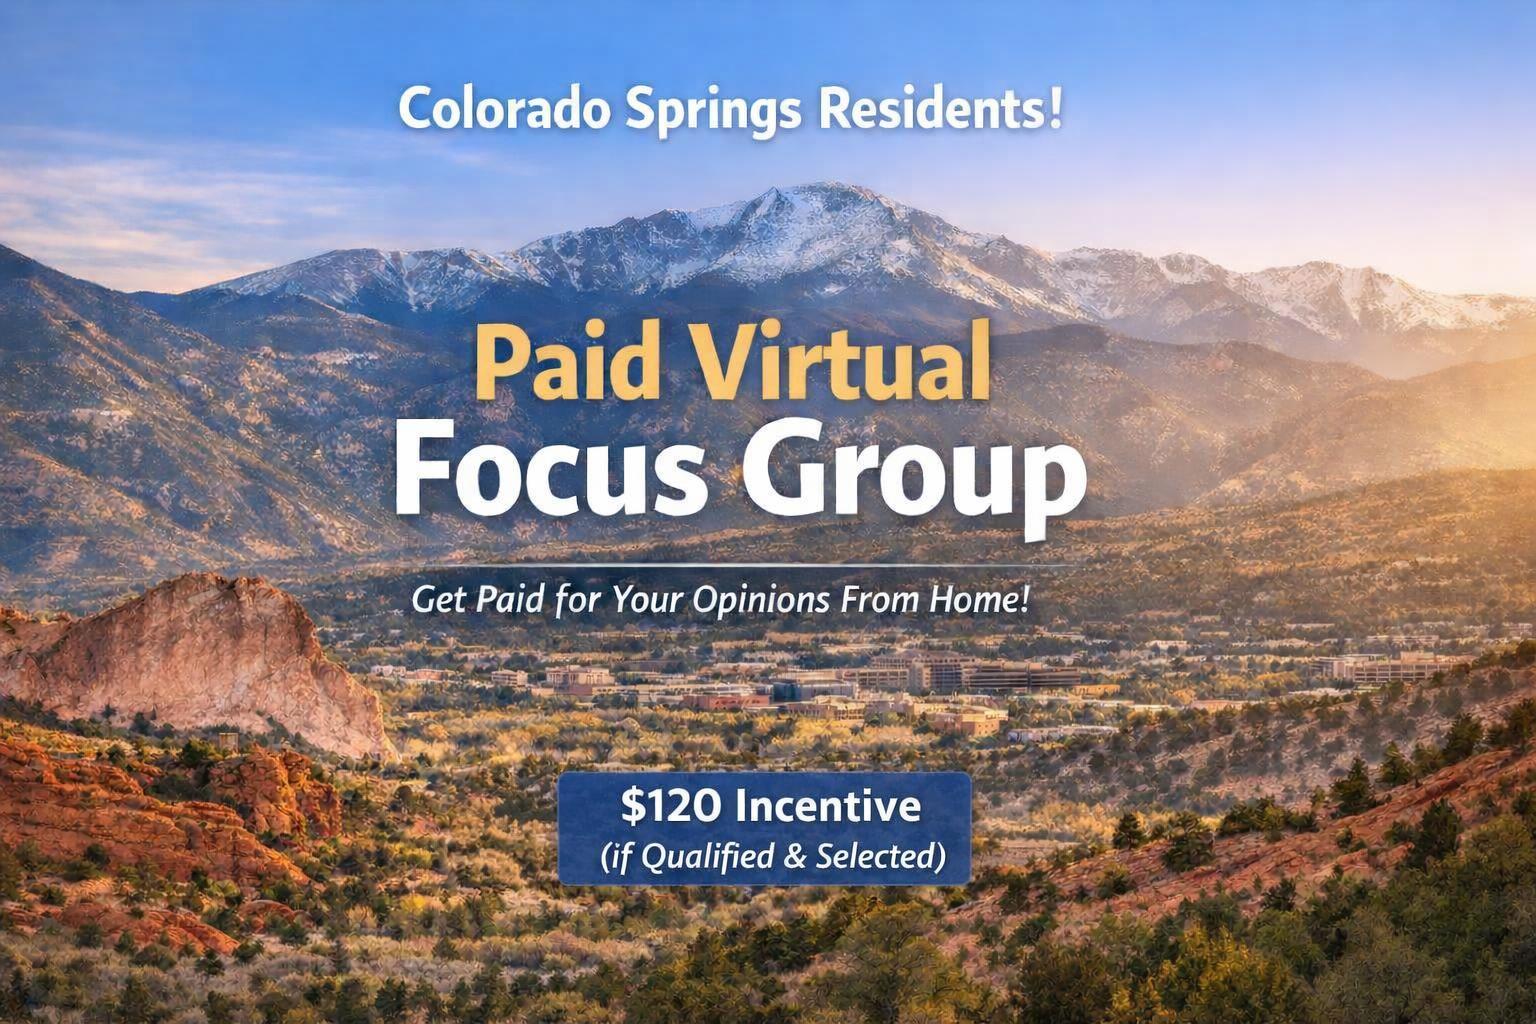 Colorado Springs Residents!
Paid Virtual
Focus Group
Get Paid for Your Opinions From Home!
$120 Incentive
(if Qualified & Selected)